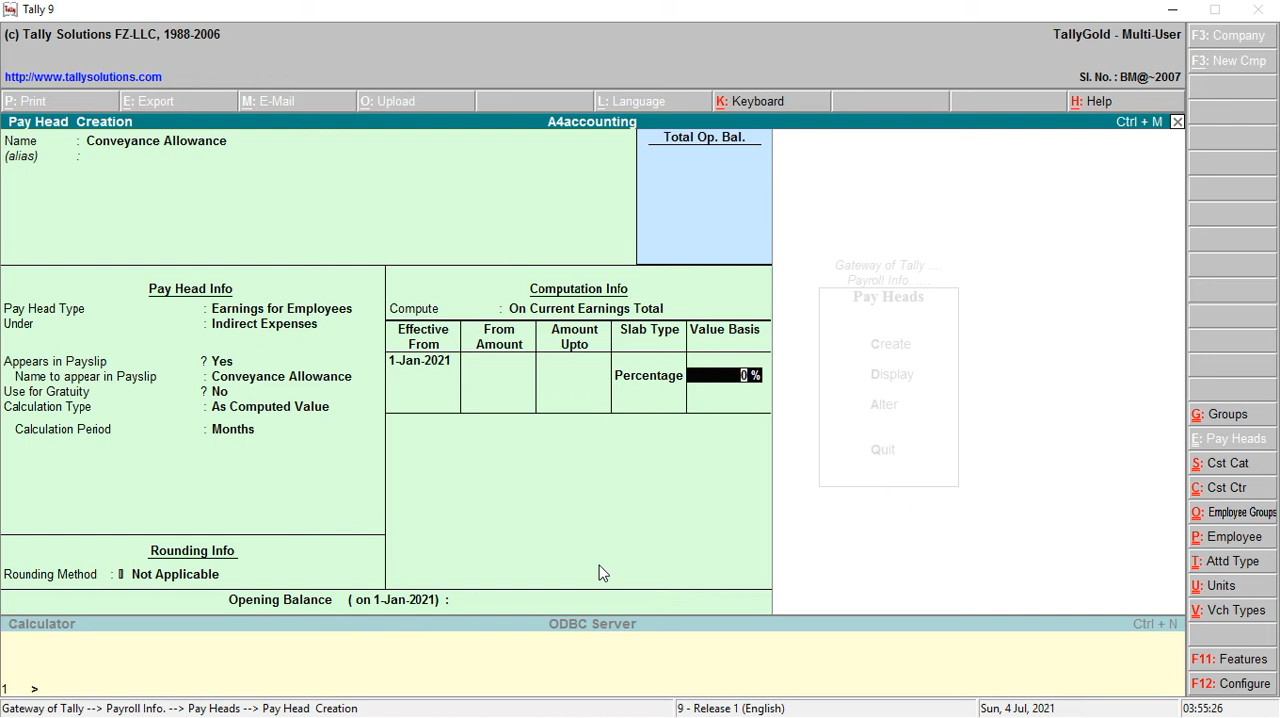 Tally 9
(c) Tally Solutions FZ-LLC, 1988-2006
TallyGold - Multi-User
http://www.tallysolutions.com
Sl. No. : BM@~2007
P: Print
E: Export
M: E-Mail
O: Upload
L: Language
K: Keyboard
H: Help
Pay Head Creation
A4accounting
Ctrl + M
Name : Conveyance Allowance
(alias) :
Total Op. Bal.
Pay Head Info
Pay Head Type : Earnings for Employees
Under : Indirect Expenses
Appears in Payslip ? Yes
Name to appear in Payslip : Conveyance Allowance
Use for Gratuity ? No
Calculation Type : As Computed Value
Calculation Period : Months
Rounding Info
Rounding Method : Not Applicable
Computation Info
Compute : On Current Earnings Total
Effective From
From Amount
Amount Upto
Slab Type
Value Basis
1-Jan-2021
Percentage 0 %
Opening Balance ( on 1-Jan-2021) :
Gateway of Tally ...
Payroll Info. .....
Pay Heads
Create
Display
Alter
Quit
F3: Company
F3: New Cmp
G: Groups
E: Pay Heads
S: Cst Cat
C: Cst Ctr
O: Employee Groups
P: Employee
T: Attd Type
U: Units
V: Vch Types
F11: Features
F12: Configure
Calculator
ODBC Server
Ctrl + N
1 >
Gateway of Tally --> Payroll Info. --> Pay Heads --> Pay Head Creation
9 - Release 1 (English)
Sun, 4 Jul, 2021
03:55:26